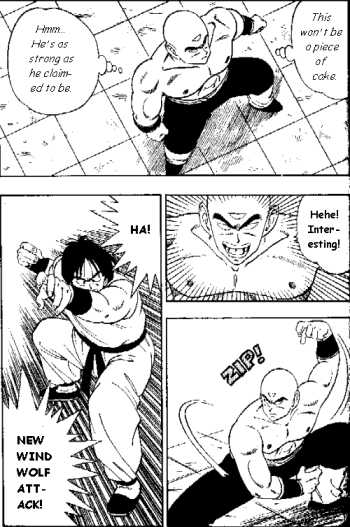 Hmm...
He's as
strong as
he claim-
ed to be.
This
won't be
a piece
of
cake.
HA!
NEW
WIND
WOLF
ATT-
ACK!
Hehe!
Inter-
esting!
ZIP!